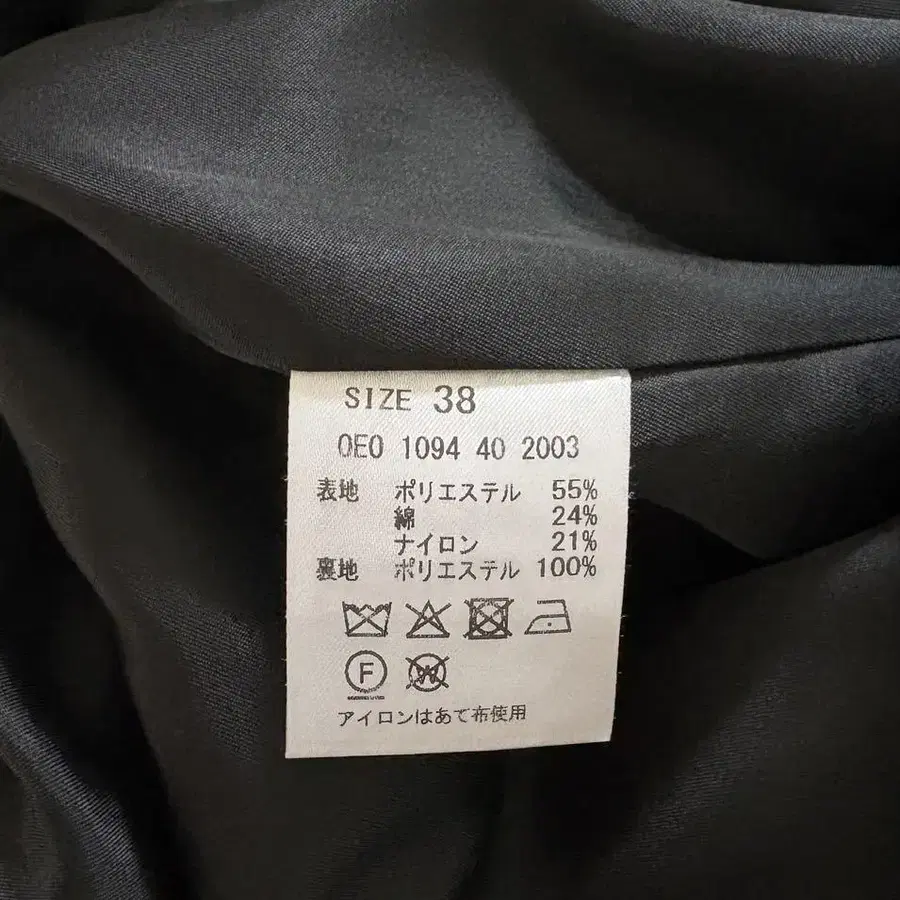 SIZE 38
0E0 1094 40 2003
表地 ポリエステル 55%
綿 24%
ナイロン 21%
裏地 ポリエステル 100%
F W
アイロンはあて布使用